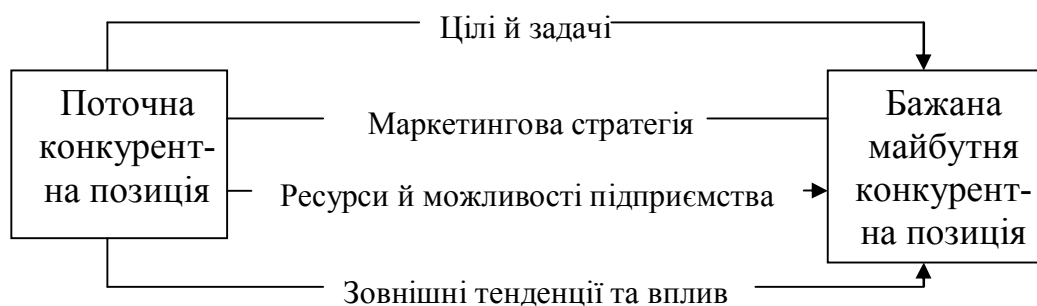 Цілі й задачі
Поточна
конкурент-
на позиція
Маркетингова стратегія
Ресурси й можливості підприємства
Бажана
майбутня
конкурент-
на позиція
Зовнішні тенденції та вплив